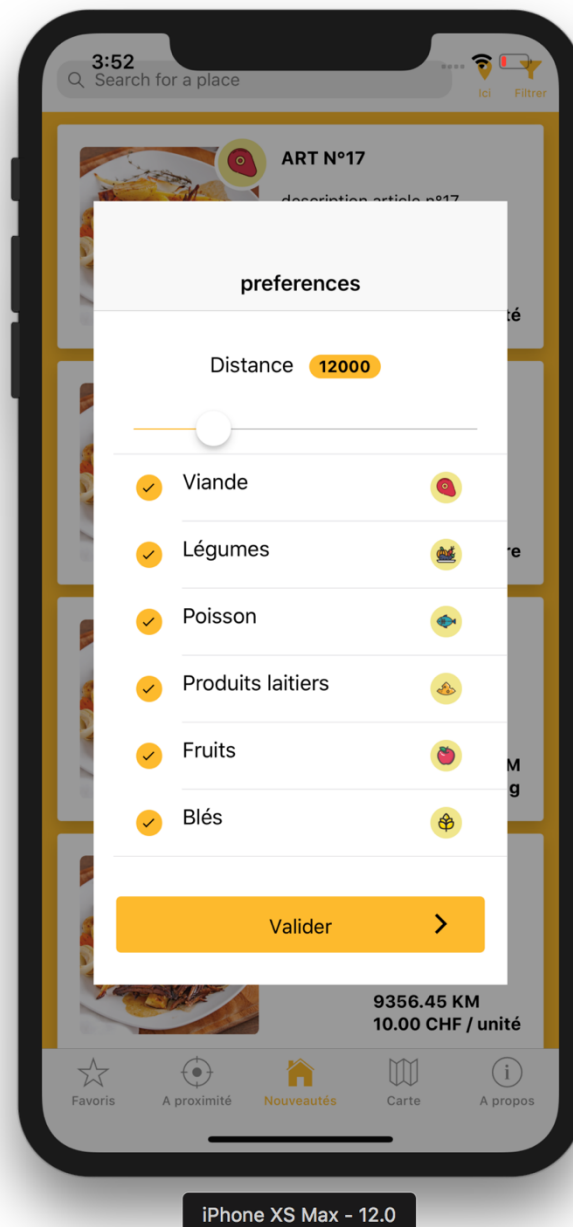 3:52
Search for a place
Ici
Filtrer
ART N°17
description article n°17
té
preferences
Distance 12000
Viande
Légumes
re
Poisson
Produits laitiers
Fruits
M
g
Blés
Valider
9356.45 KM
10.00 CHF / unité
Favoris
A proximité
Nouveautés
Carte
A propos
iPhone XS Max - 12.0